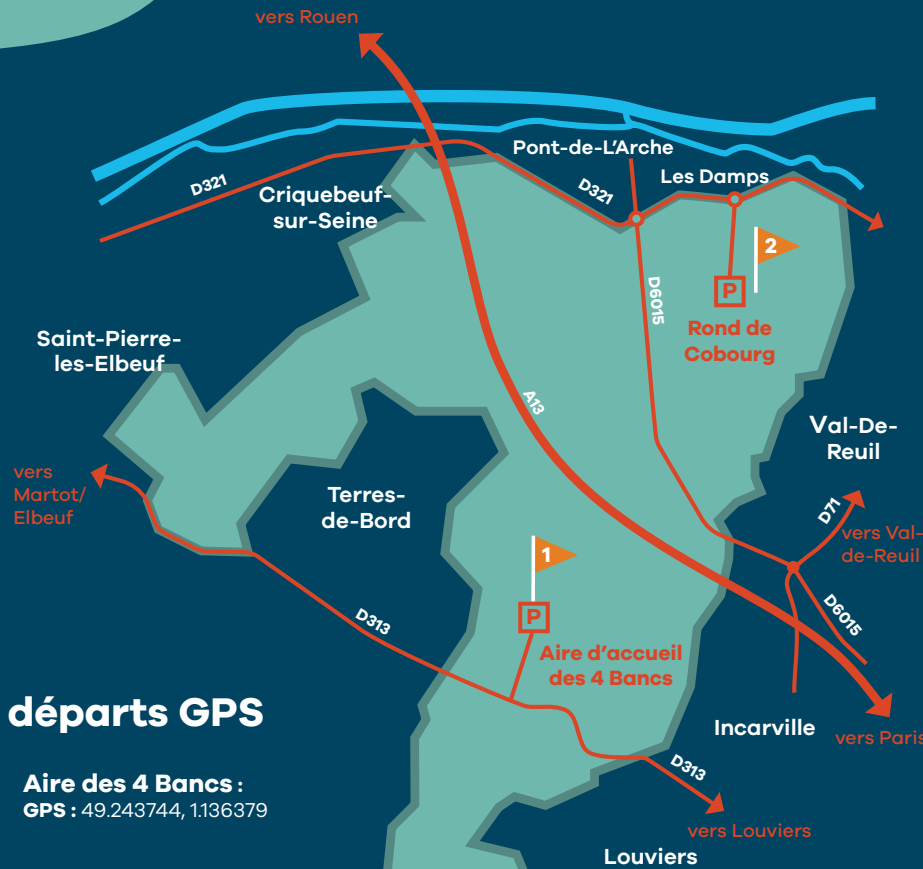 vers Rouen
Pont-de-L'Arche
Les Damps
D321
D321
Criquebeuf-
sur-Seine
2
D6015
P
Rond de
Cobourg
Saint-Pierre-
les-Elbeuf
A13
Val-De-
Reuil
vers
Martot/
Elbeuf
Terres-
de-Bord
D71
vers Val-
de-Reuil
1
P
D313
D6015
Aire d'accueil
des 4 Bancs
départs GPS
Incarville
vers Paris
D313
Aire des 4 Bancs :
GPS : 49.243744, 1.136379
vers Louviers
Louviers